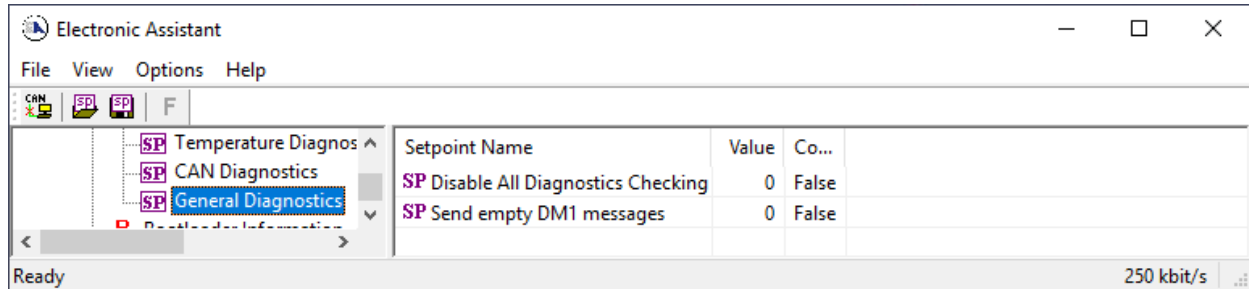 Electronic Assistant
File View Options Help
CAN SP SP F
SP Temperature Diagnos
SP CAN Diagnostics
SP General Diagnostics
Setpoint Name Value Co...
SP Disable All Diagnostics Checking 0 False
SP Send empty DM1 messages 0 False
Ready 250 kbit/s